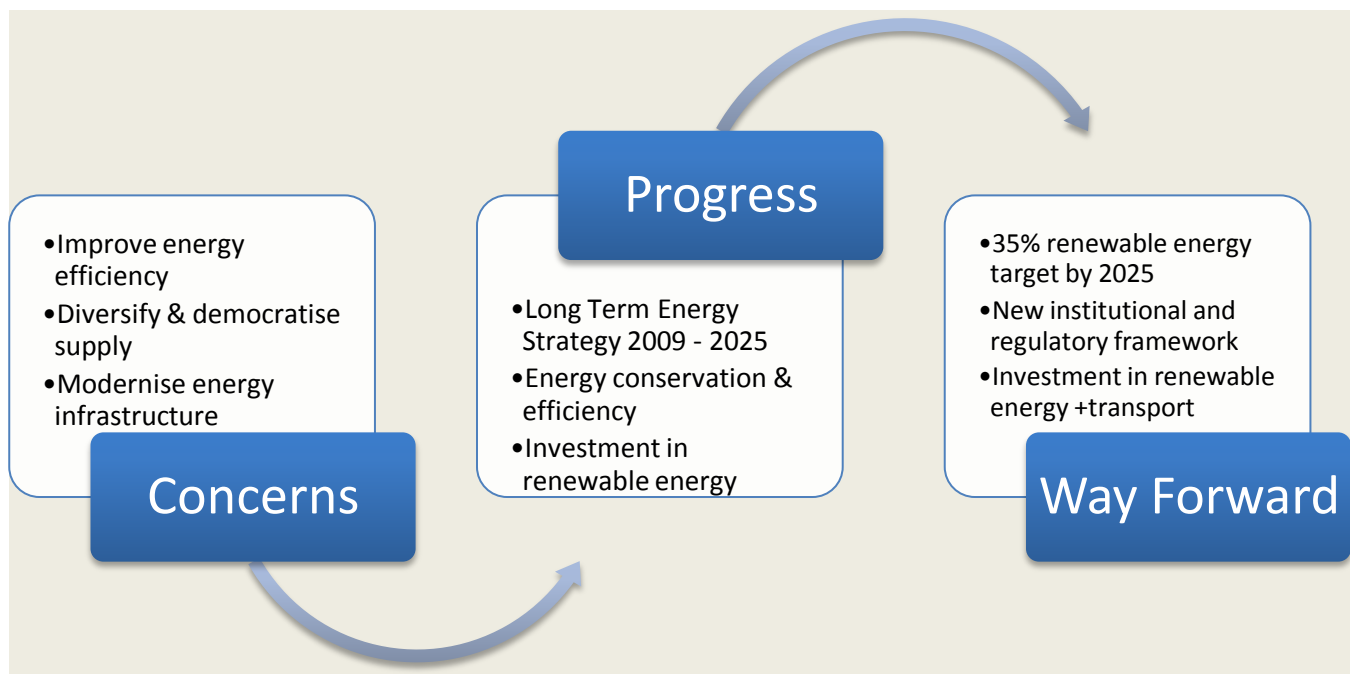 •Improve energy
efficiency
•Diversify & democratise
supply
•Modernise energy
infrastructure
Concerns
Progress
•Long Term Energy
Strategy 2009 - 2025
•Energy conservation &
efficiency
•Investment in
renewable energy
•35% renewable energy
target by 2025
•New institutional and
regulatory framework
•Investment in renewable
energy +transport
Way Forward